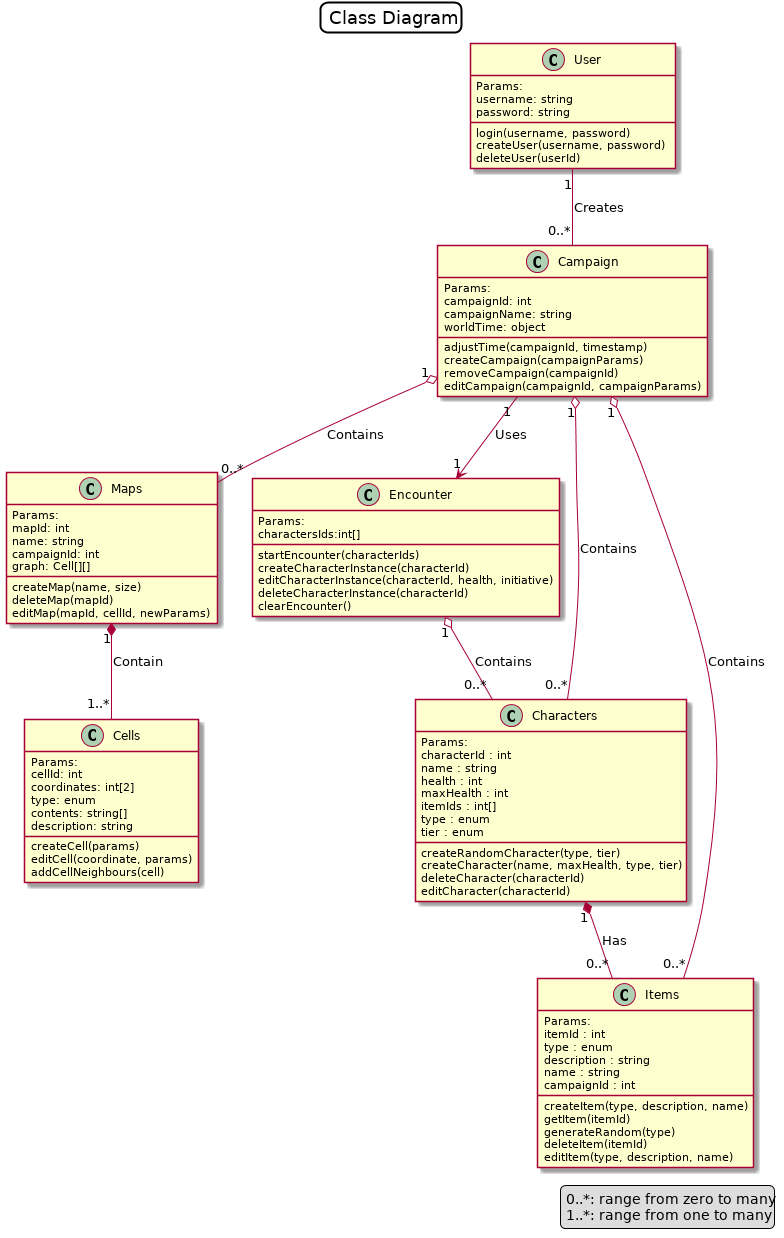 Class Diagram
C User
Params:
username: string
password: string
login(username, password)
createUser(username, password)
deleteUser(userId)
1
Creates
0..*
C Campaign
Params:
campaignId: int
campaignName: string
worldTime: object
adjustTime(campaignId, timestamp)
createCampaign(campaignParams)
removeCampaign(campaignId)
editCampaign(campaignId, campaignParams)
1
Contains
0..*
1
Uses
1
1
Contains
0..*
1
Contains
0..*
C Maps
Params:
mapId: int
name: string
campaignId: int
graph: Cell[][]
createMap(name, size)
deleteMap(mapId)
editMap(mapId, cellId, newParams)
1
Contain
1..*
C Encounter
Params:
charactersIds:int[]
startEncounter(characterIds)
createCharacterInstance(characterId)
editCharacterInstance(characterId, health, initiative)
deleteCharacterInstance(characterId)
clearEncounter()
1
Contains
0..*
C Cells
Params:
cellId: int
coordinates: int[2]
type: enum
contents: string[]
description: string
createCell(params)
editCell(coordinate, params)
addCellNeighbours(cell)
C Characters
Params:
characterId : int
name : string
health : int
maxHealth : int
itemIds : int[]
type : enum
tier : enum
createRandomCharacter(type, tier)
createCharacter(name, maxHealth, type, tier)
deleteCharacter(characterId)
editCharacter(characterId)
1
Has
0..*
C Items
Params:
itemId : int
type : enum
description : string
name : string
campaignId : int
createItem(type, description, name)
getItem(itemId)
generateRandom(type)
deleteItem(itemId)
editItem(type, description, name)
0..*: range from zero to many
1..*: range from one to many